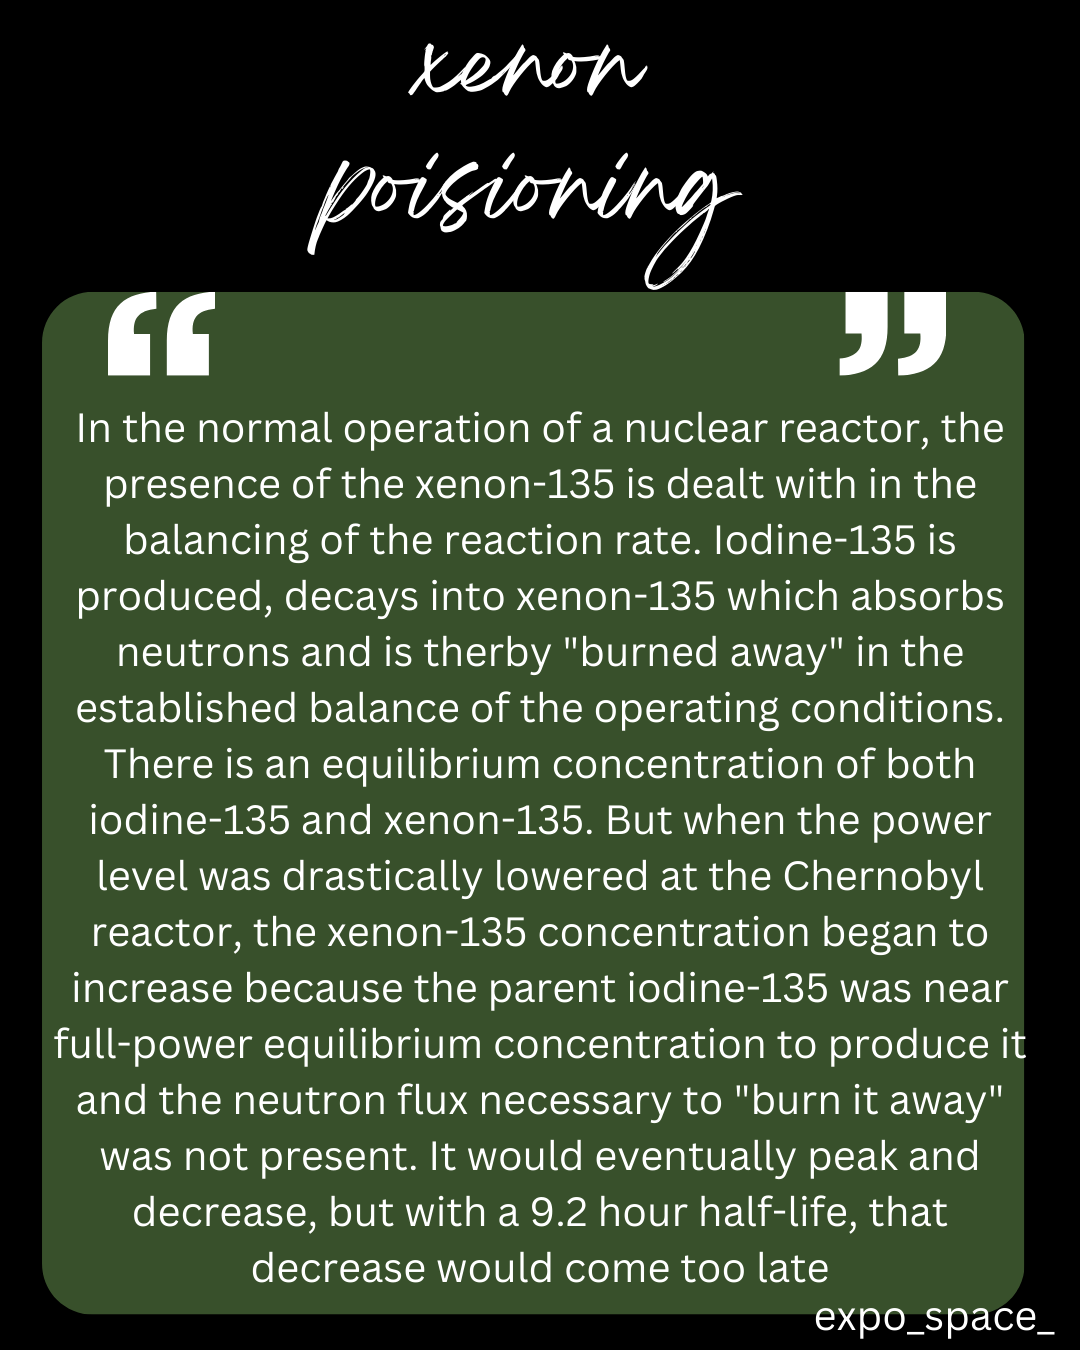 xenon
poisioning
“ ”
In the normal operation of a nuclear reactor, the
presence of the xenon-135 is dealt with in the
balancing of the reaction rate. Iodine-135 is
produced, decays into xenon-135 which absorbs
neutrons and is therby "burned away" in the
established balance of the operating conditions.
There is an equilibrium concentration of both
iodine-135 and xenon-135. But when the power
level was drastically lowered at the Chernobyl
reactor, the xenon-135 concentration began to
increase because the parent iodine-135 was near
full-power equilibrium concentration to produce it
and the neutron flux necessary to "burn it away"
was not present. It would eventually peak and
decrease, but with a 9.2 hour half-life, that
decrease would come too late
expo_space_